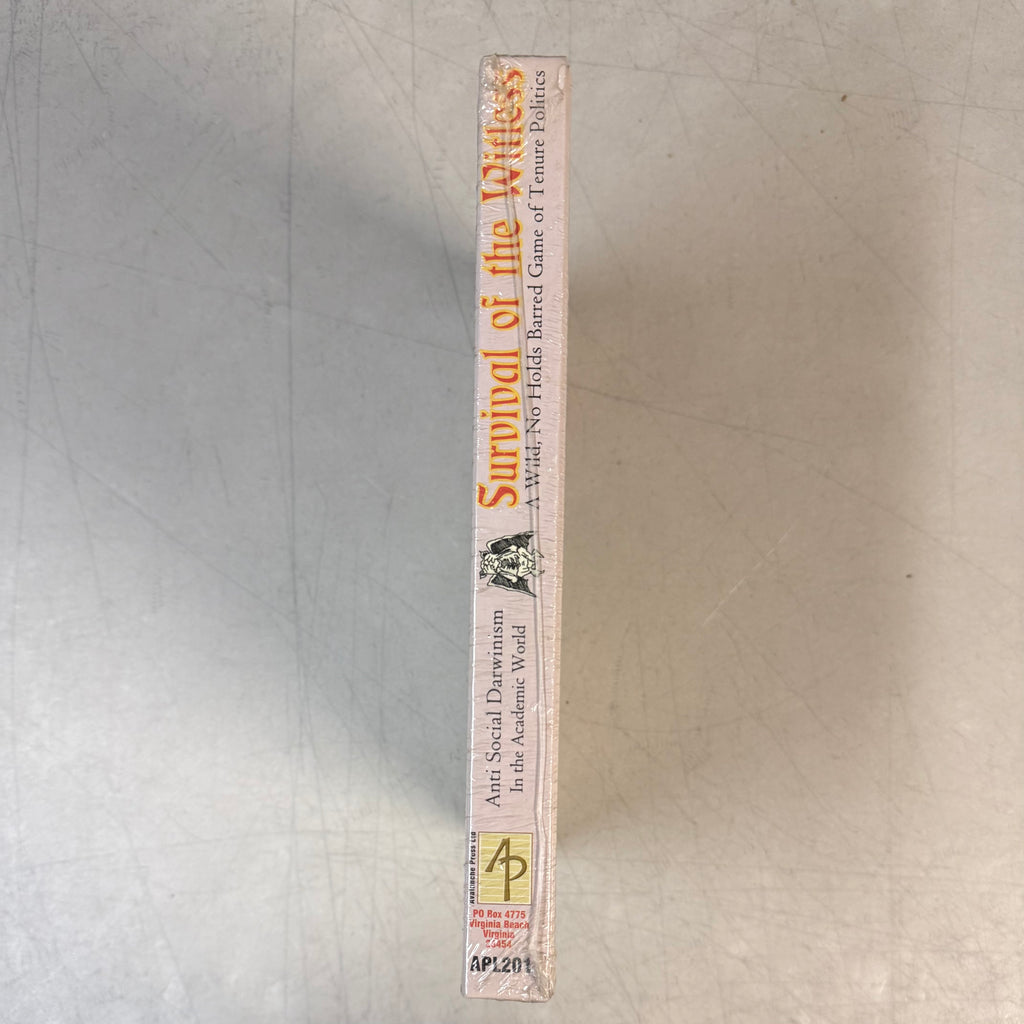 Survival of the Witless
A Wild, No Holds Barred Game of Tenure Politics
Anti Social Darwinism
In the Academic World
Avalanche Press Ltd
AP
PO Box 4775
Virginia Beach
Virginia
23454
APL201